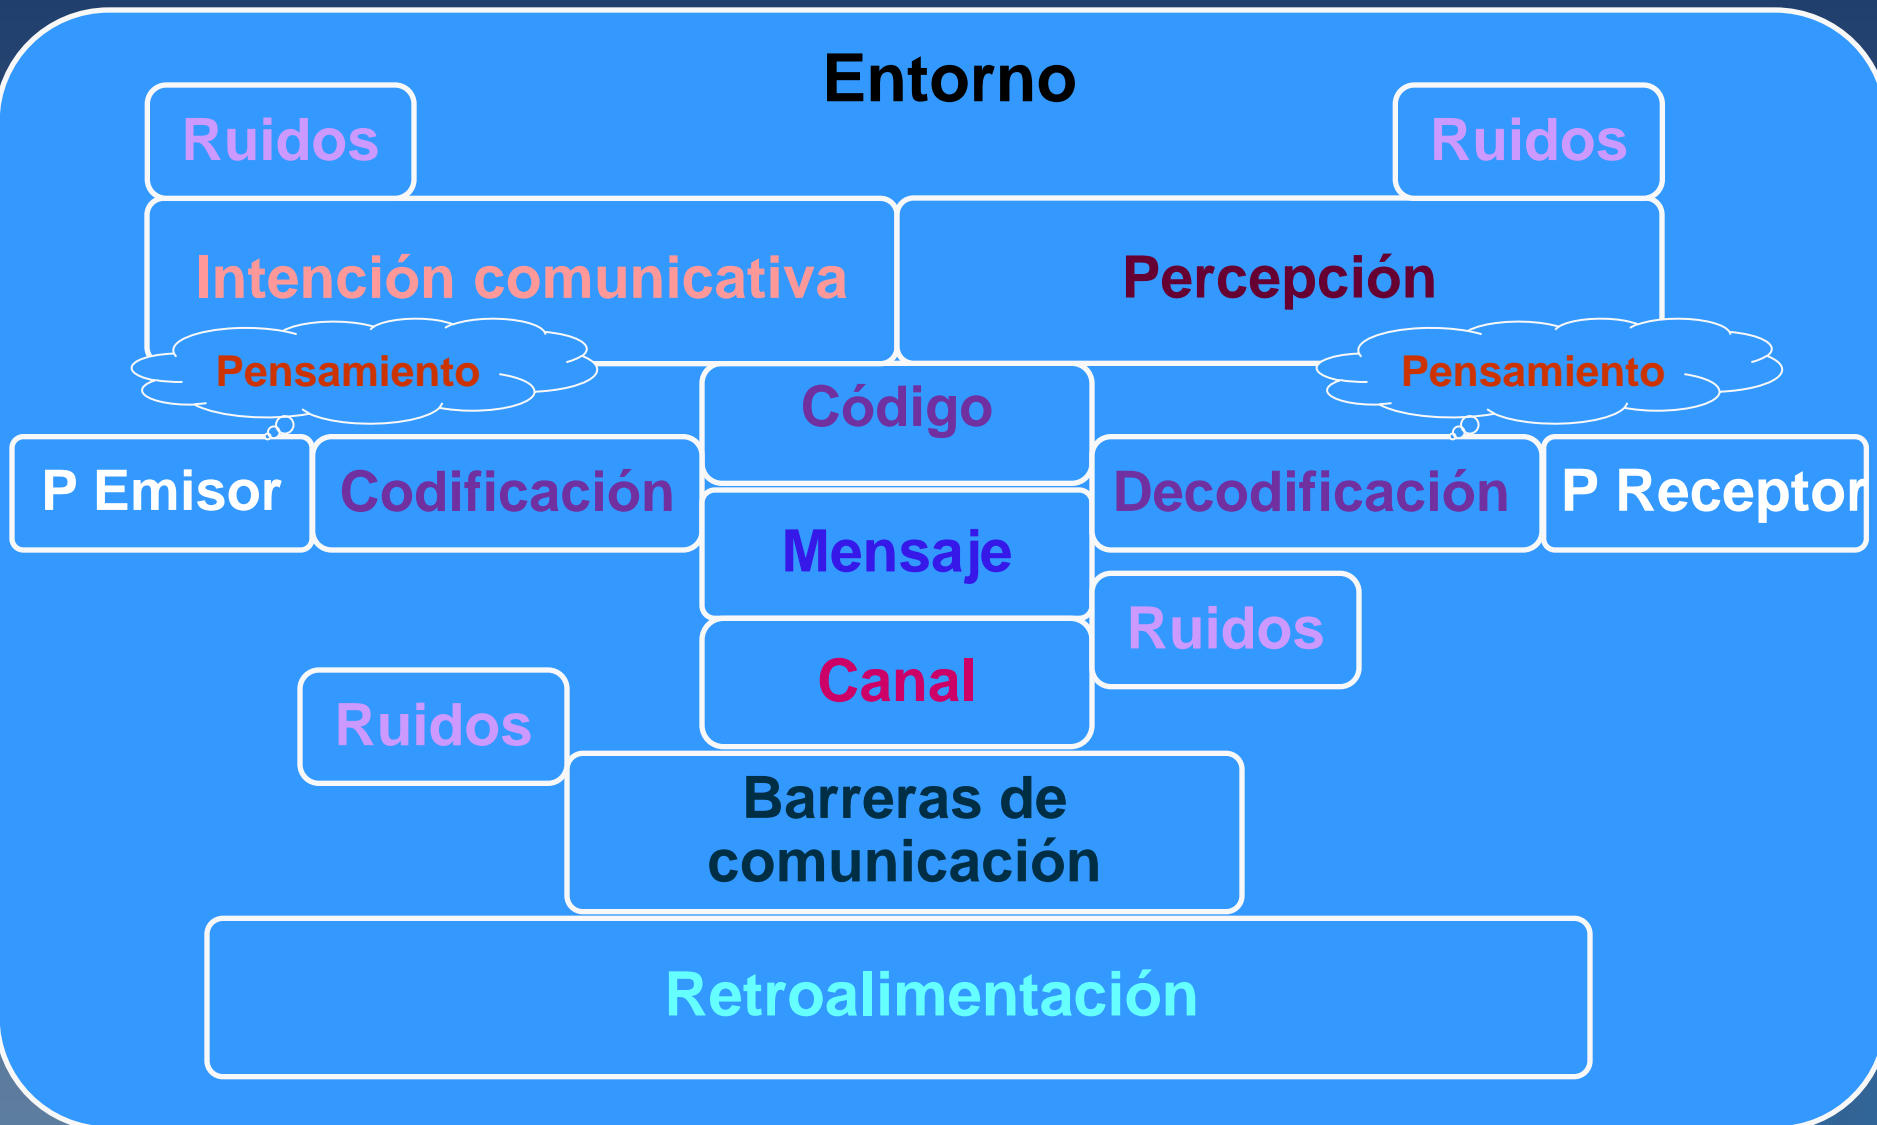 Entorno
Ruidos
Ruidos
Intención comunicativa
Percepción
Pensamiento
Pensamiento
Código
P Emisor
Codificación
Decodificación
P Receptor
Mensaje
Ruidos
Canal
Ruidos
Barreras de
comunicación
Retroalimentación